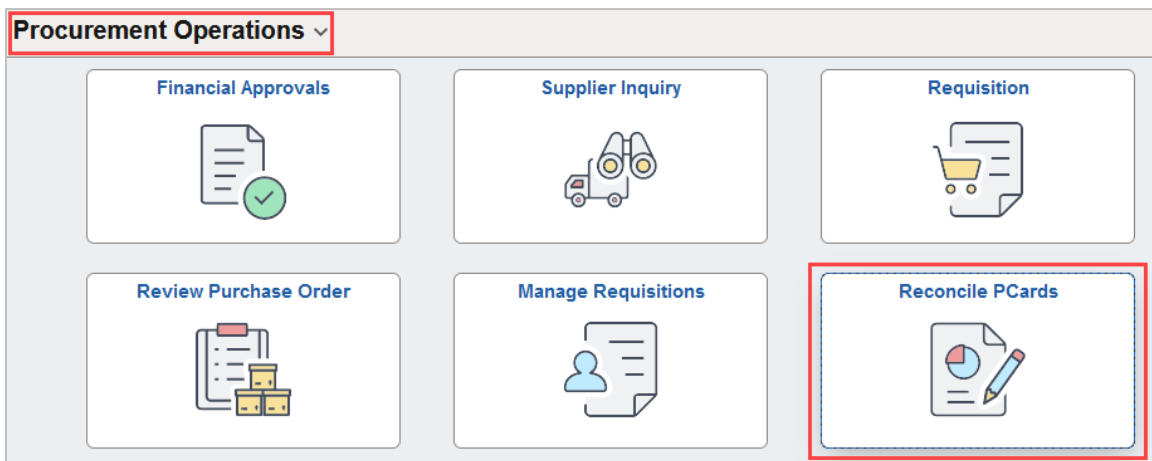 Procurement Operations
Financial Approvals
Supplier Inquiry
Requisition
Review Purchase Order
Manage Requisitions
Reconcile PCards